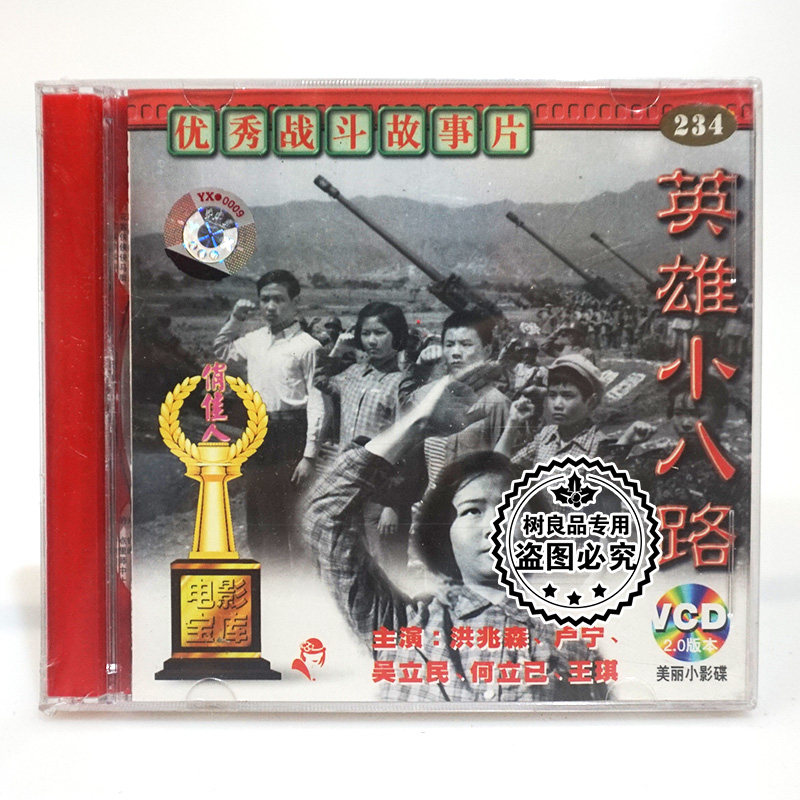 优秀战斗故事片
234
YX●0009
英雄小八路
俏佳人
电影
宝库
树良品专用
盗图必究
主演：洪兆森、卢宁、
吴立民、何立己、王琪
VCD
2.0版本
美丽小影碟